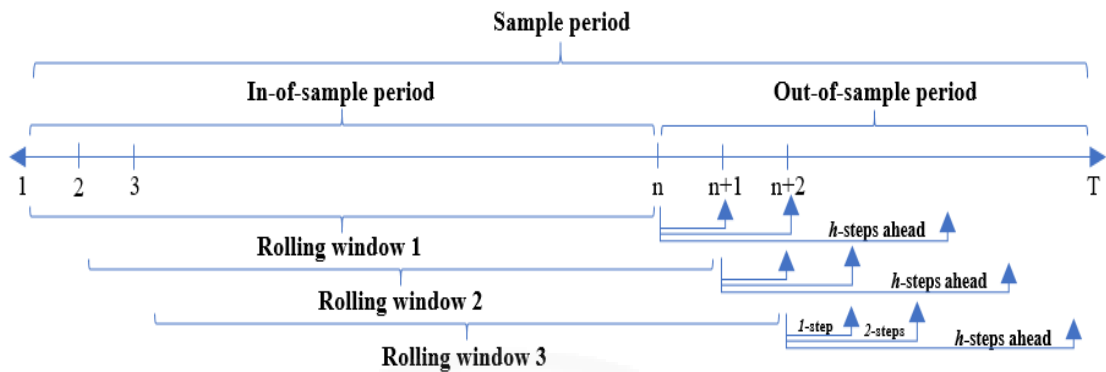 Sample period
In-of-sample period Out-of-sample period
1 2 3 n n+1 n+2 T
h-steps ahead
Rolling window 1
h-steps ahead
Rolling window 2
1-step 2-steps h-steps ahead
Rolling window 3